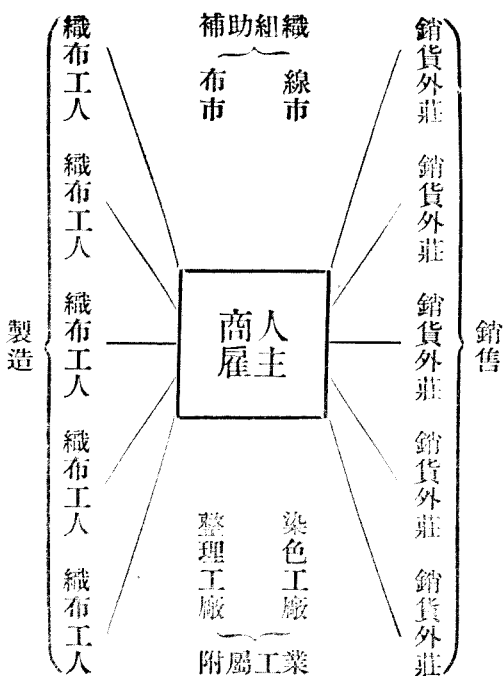 補助組織
線市
布市
銷售
銷貨外莊
銷貨外莊
銷貨外莊
銷貨外莊
銷貨外莊
商人
雇主
織布工人
織布工人
織布工人
織布工人
織布工人
製造
染色工廠
整理工廠
附屬工業